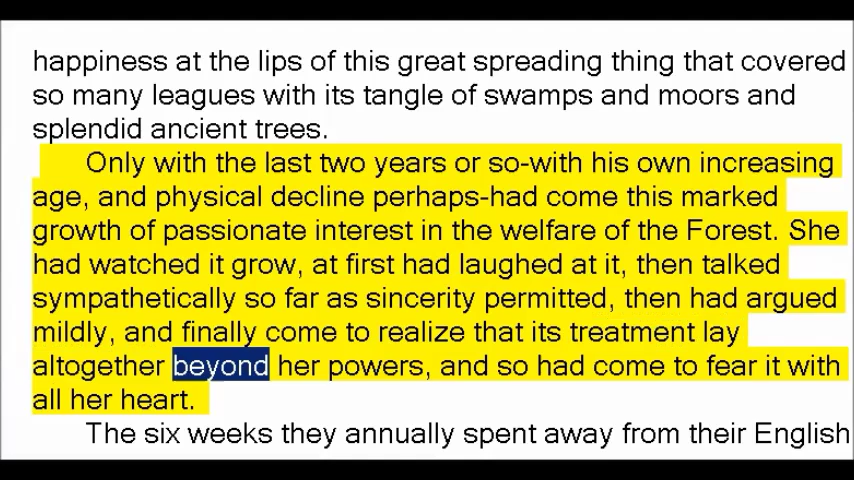 happiness at the lips of this great spreading thing that covered
so many leagues with its tangle of swamps and moors and
splendid ancient trees.
Only with the last two years or so-with his own increasing
age, and physical decline perhaps-had come this marked
growth of passionate interest in the welfare of the Forest. She
had watched it grow, at first had laughed at it, then talked
sympathetically so far as sincerity permitted, then had argued
mildly, and finally come to realize that its treatment lay
altogether beyond her powers, and so had come to fear it with
all her heart.
The six weeks they annually spent away from their English